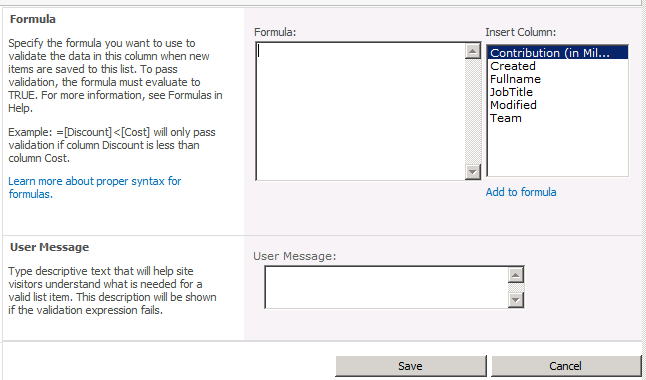 Formula
Specify the formula you want to use to
validate the data in this column when new
items are saved to this list. To pass
validation, the formula must evaluate to
TRUE. For more information, see Formulas in
Help.
Example: =[Discount]<[Cost] will only pass
validation if column Discount is less than
column Cost.
Learn more about proper syntax for
formulas.
Formula:
Insert Column:
Contribution (in Mil...
Created
Fullname
JobTitle
Modified
Team
Add to formula
User Message
Type descriptive text that will help site
visitors understand what is needed for a
valid list item. This description will be shown
if the validation expression fails.
User Message:
Save
Cancel